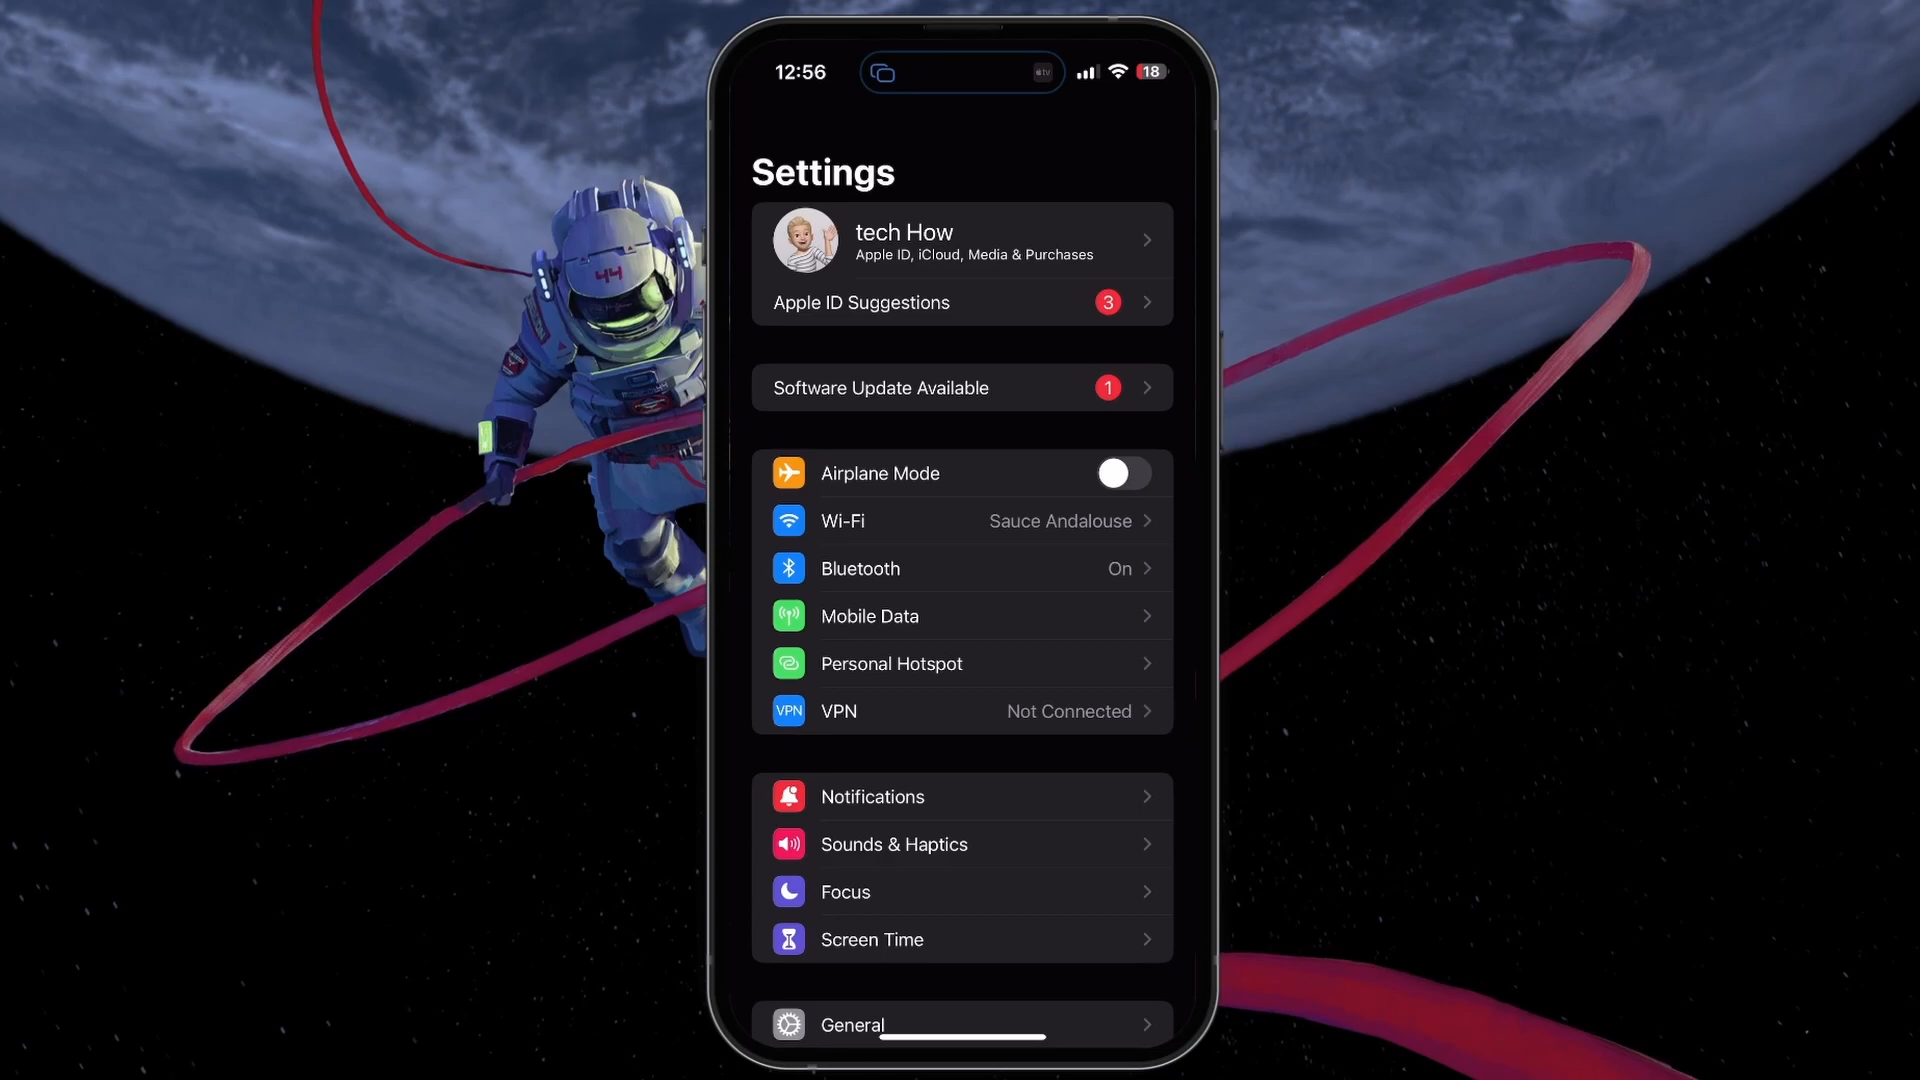 12:56
tv
18
Settings
tech How
Apple ID, iCloud, Media & Purchases
Apple ID Suggestions
3
Software Update Available
1
Airplane Mode
Wi-Fi
Sauce Andalouse
Bluetooth
On
Mobile Data
Personal Hotspot
VPN
VPN
Not Connected
Notifications
Sounds & Haptics
Focus
Screen Time
General
44